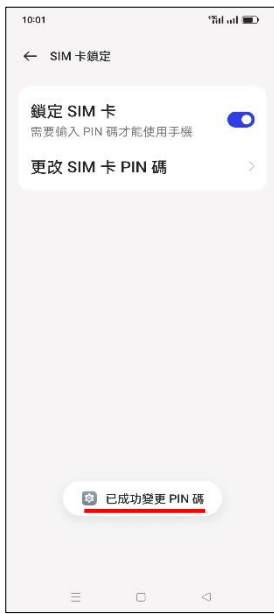 10:01
SIM 卡鎖定
鎖定 SIM 卡
需要輸入 PIN 碼才能使用手機
更改 SIM 卡 PIN 碼
已成功變更 PIN 碼